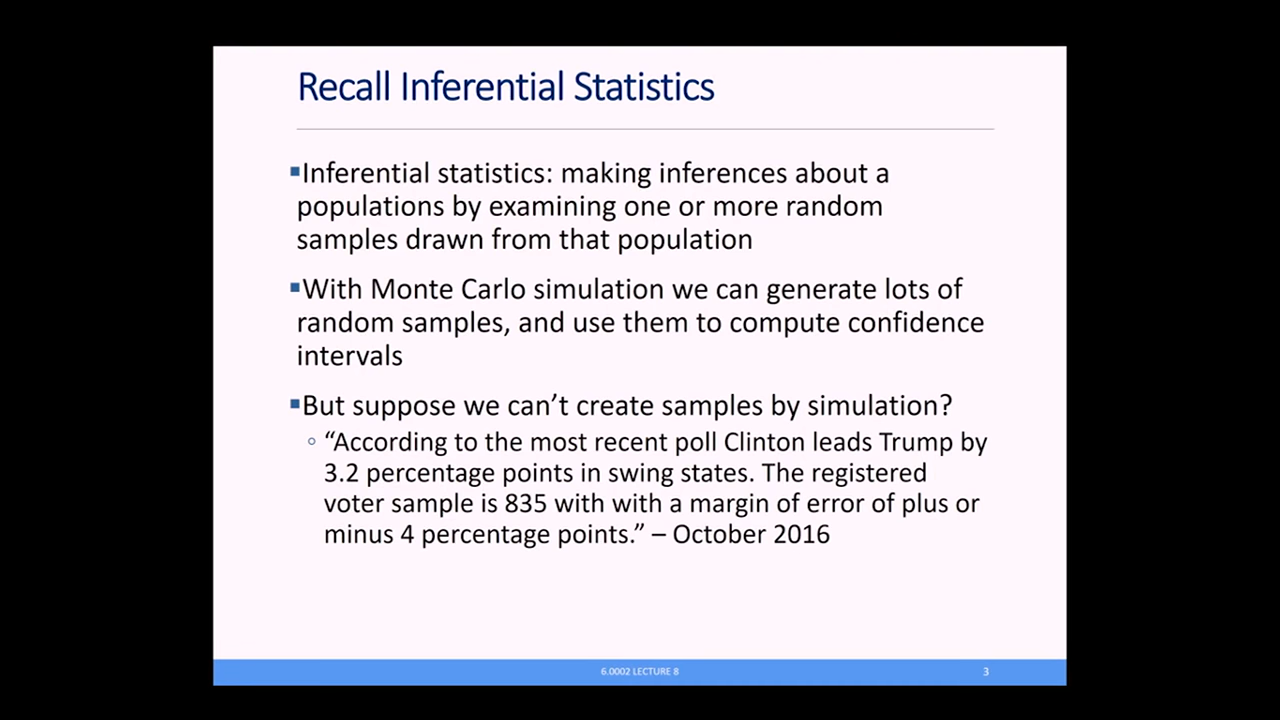 Recall Inferential Statistics
▪Inferential statistics: making inferences about a
populations by examining one or more random
samples drawn from that population
▪With Monte Carlo simulation we can generate lots of
random samples, and use them to compute confidence
intervals
▪But suppose we can’t create samples by simulation?
◦ “According to the most recent poll Clinton leads Trump by
3.2 percentage points in swing states. The registered
voter sample is 835 with with a margin of error of plus or
minus 4 percentage points.” – October 2016
6.0002 LECTURE 8
3